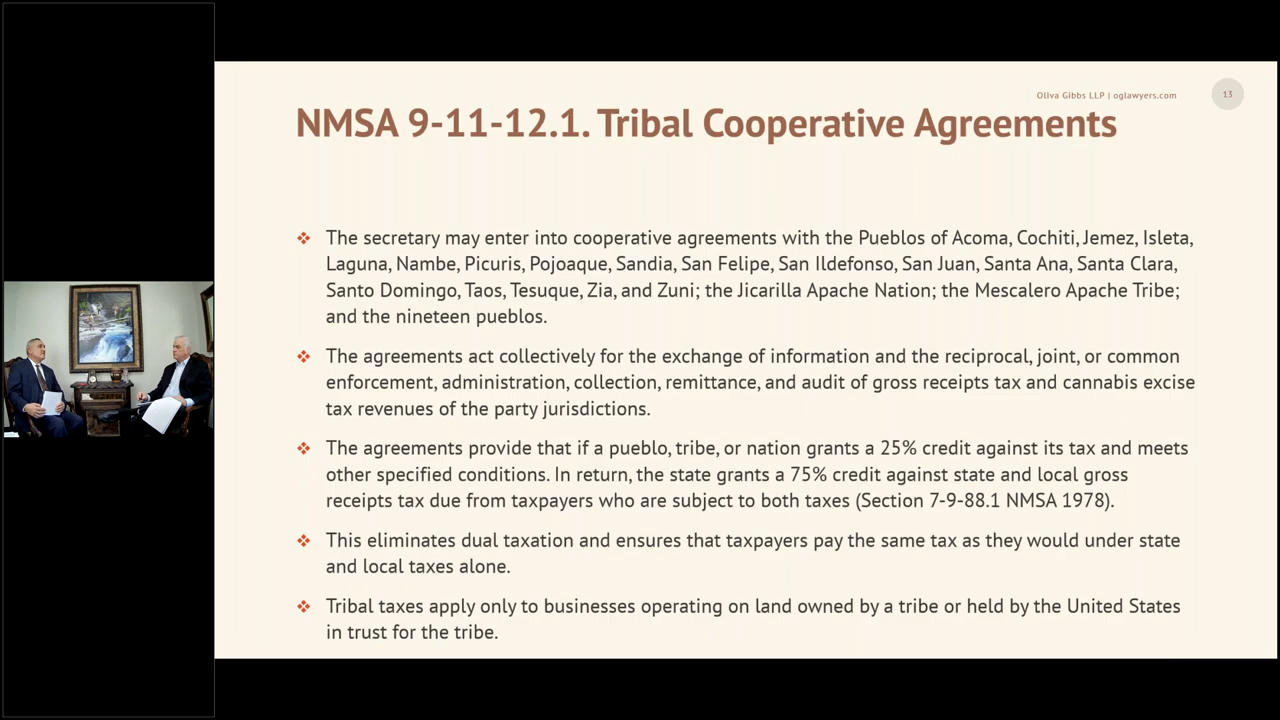 Oliva Gibbs LLP | oglawyers.com
13
NMSA 9-11-12.1. Tribal Cooperative Agreements
❖ The secretary may enter into cooperative agreements with the Pueblos of Acoma, Cochiti, Jemez, Isleta,
Laguna, Nambe, Picuris, Pojoaque, Sandia, San Felipe, San Ildefonso, San Juan, Santa Ana, Santa Clara,
Santo Domingo, Taos, Tesuque, Zia, and Zuni; the Jicarilla Apache Nation; the Mescalero Apache Tribe;
and the nineteen pueblos.
❖ The agreements act collectively for the exchange of information and the reciprocal, joint, or common
enforcement, administration, collection, remittance, and audit of gross receipts tax and cannabis excise
tax revenues of the party jurisdictions.
❖ The agreements provide that if a pueblo, tribe, or nation grants a 25% credit against its tax and meets
other specified conditions. In return, the state grants a 75% credit against state and local gross
receipts tax due from taxpayers who are subject to both taxes (Section 7-9-88.1 NMSA 1978).
❖ This eliminates dual taxation and ensures that taxpayers pay the same tax as they would under state
and local taxes alone.
❖ Tribal taxes apply only to businesses operating on land owned by a tribe or held by the United States
in trust for the tribe.